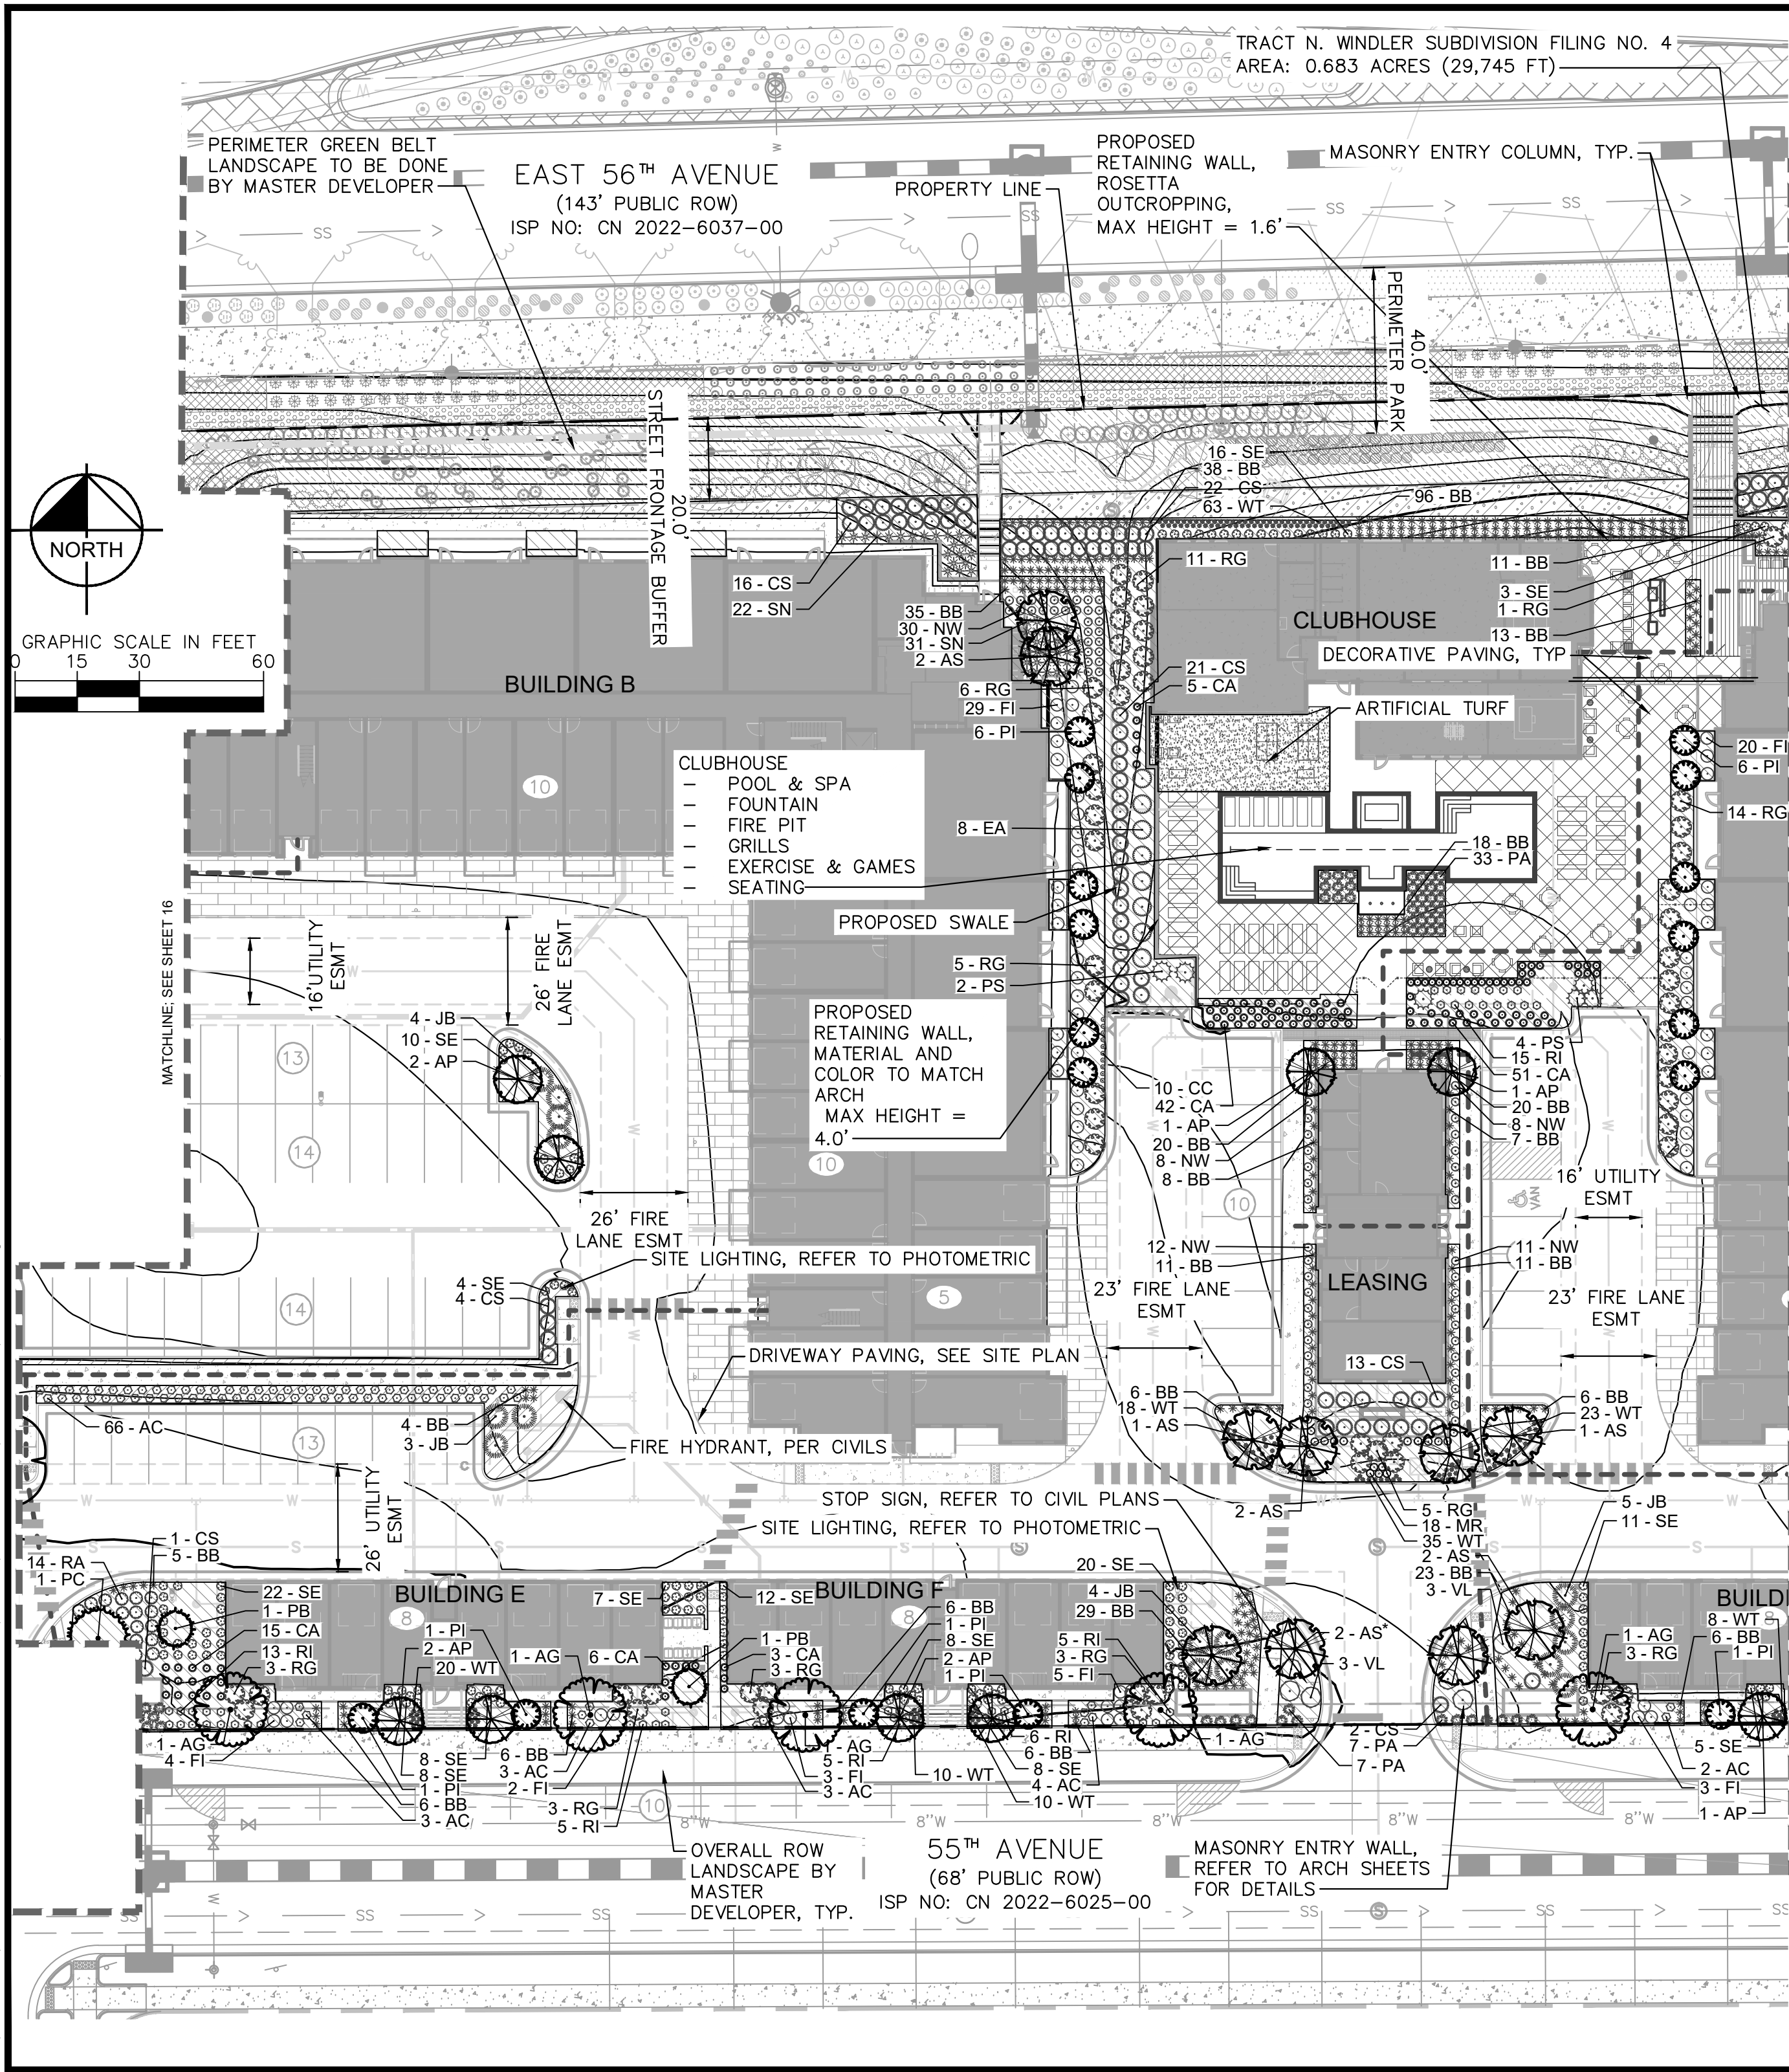 TRACT N. WINDLER SUBDIVISION FILING NO. 4
AREA: 0.683 ACRES (29,745 FT)
PERIMETER GREEN BELT
LANDSCAPE TO BE DONE
BY MASTER DEVELOPER
EAST 56TH AVENUE
(143' PUBLIC ROW)
ISP NO: CN 2022-6037-00
PROPERTY LINE
PROPOSED
RETAINING WALL,
ROSETTA
OUTCROPPING,
MAX HEIGHT = 1.6'
MASONRY ENTRY COLUMN, TYP.
40.0'
PERIMETER PARK
20.0'
STREET FRONTAGE BUFFER
NORTH
GRAPHIC SCALE IN FEET
0 15 30 60
16 - SE
38 - BB
22 - CS
63 - WT
96 - BB
16 - CS
22 - SN
11 - RG
11 - BB
3 - SE
1 - RG
13 - BB
35 - BB
30 - NW
31 - SN
2 - AS
CLUBHOUSE
DECORATIVE PAVING, TYP
BUILDING B
6 - RG
29 - FI
6 - PI
21 - CS
5 - CA
ARTIFICIAL TURF
20 - FI
6 - PI
14 - RG
CLUBHOUSE
- POOL & SPA
- FOUNTAIN
- FIRE PIT
- GRILLS
- EXERCISE & GAMES
- SEATING
10
8 - EA
18 - BB
33 - PA
PROPOSED SWALE
MATCHLINE; SEE SHEET 16
16'UTILITY
ESMT
26' FIRE
LANE ESMT
5 - RG
2 - PS
PROPOSED
RETAINING WALL,
MATERIAL AND
COLOR TO MATCH
ARCH
MAX HEIGHT =
4.0'
4 - JB
10 - SE
2 - AP
13
14
10
4 - PS
15 - RI
51 - CA
1 - AP
20 - BB
8 - NW
7 - BB
10 - CC
42 - CA
1 - AP
20 - BB
8 - NW
8 - BB
10
VAN
16' UTILITY
ESMT
26' FIRE
LANE ESMT
SITE LIGHTING, REFER TO PHOTOMETRIC
12 - NW
11 - BB
11 - NW
11 - BB
LEASING
4 - SE
4 - CS
14
5
23' FIRE LANE
ESMT
23' FIRE LANE
ESMT
DRIVEWAY PAVING, SEE SITE PLAN
13 - CS
66 - AC
4 - BB
3 - JB
13
FIRE HYDRANT, PER CIVILS
6 - BB
18 - WT
1 - AS
6 - BB
23 - WT
1 - AS
26' UTILITY
ESMT
STOP SIGN, REFER TO CIVIL PLANS
SITE LIGHTING, REFER TO PHOTOMETRIC
2 - AS
5 - RG
18 - MR
35 - WT
2 - AS
23 - BB
3 - VL
5 - JB
11 - SE
1 - CS
5 - BB
14 - RA
1 - PC
22 - SE
1 - PB
15 - CA
13 - RI
3 - RG
BUILDING E
8
7 - SE
12 - SE
BUILDING F
8
20 - SE
4 - JB
29 - BB
BUILDI
8
1 - PI
2 - AP
20 - WT
1 - AG
6 - CA
1 - PB
3 - CA
3 - RG
6 - BB
1 - PI
8 - SE
2 - AP
1 - PI
5 - RI
3 - RG
5 - FI
2 - AS*
3 - VL
1 - AG
3 - RG
8 - WT
6 - BB
1 - PI
1 - AG
4 - FI
8 - SE
8 - SE
1 - PI
6 - BB
3 - AC
6 - BB
3 - AC
2 - FI
3 - RG
5 - RI
1 - AG
5 - RI
3 - FI
3 - AC
10 - WT
6 - RI
6 - BB
8 - SE
4 - AC
10 - WT
1 - AG
2 - CS
7 - PA
7 - PA
5 - SE
2 - AC
3 - FI
1 - AP
10
8"W 8"W 8"W 8"W 8"W
OVERALL ROW
LANDSCAPE BY
MASTER
DEVELOPER, TYP.
55TH AVENUE
(68' PUBLIC ROW)
ISP NO: CN 2022-6025-00
MASONRY ENTRY WALL,
REFER TO ARCH SHEETS
FOR DETAILS
SS SS SS SS SS